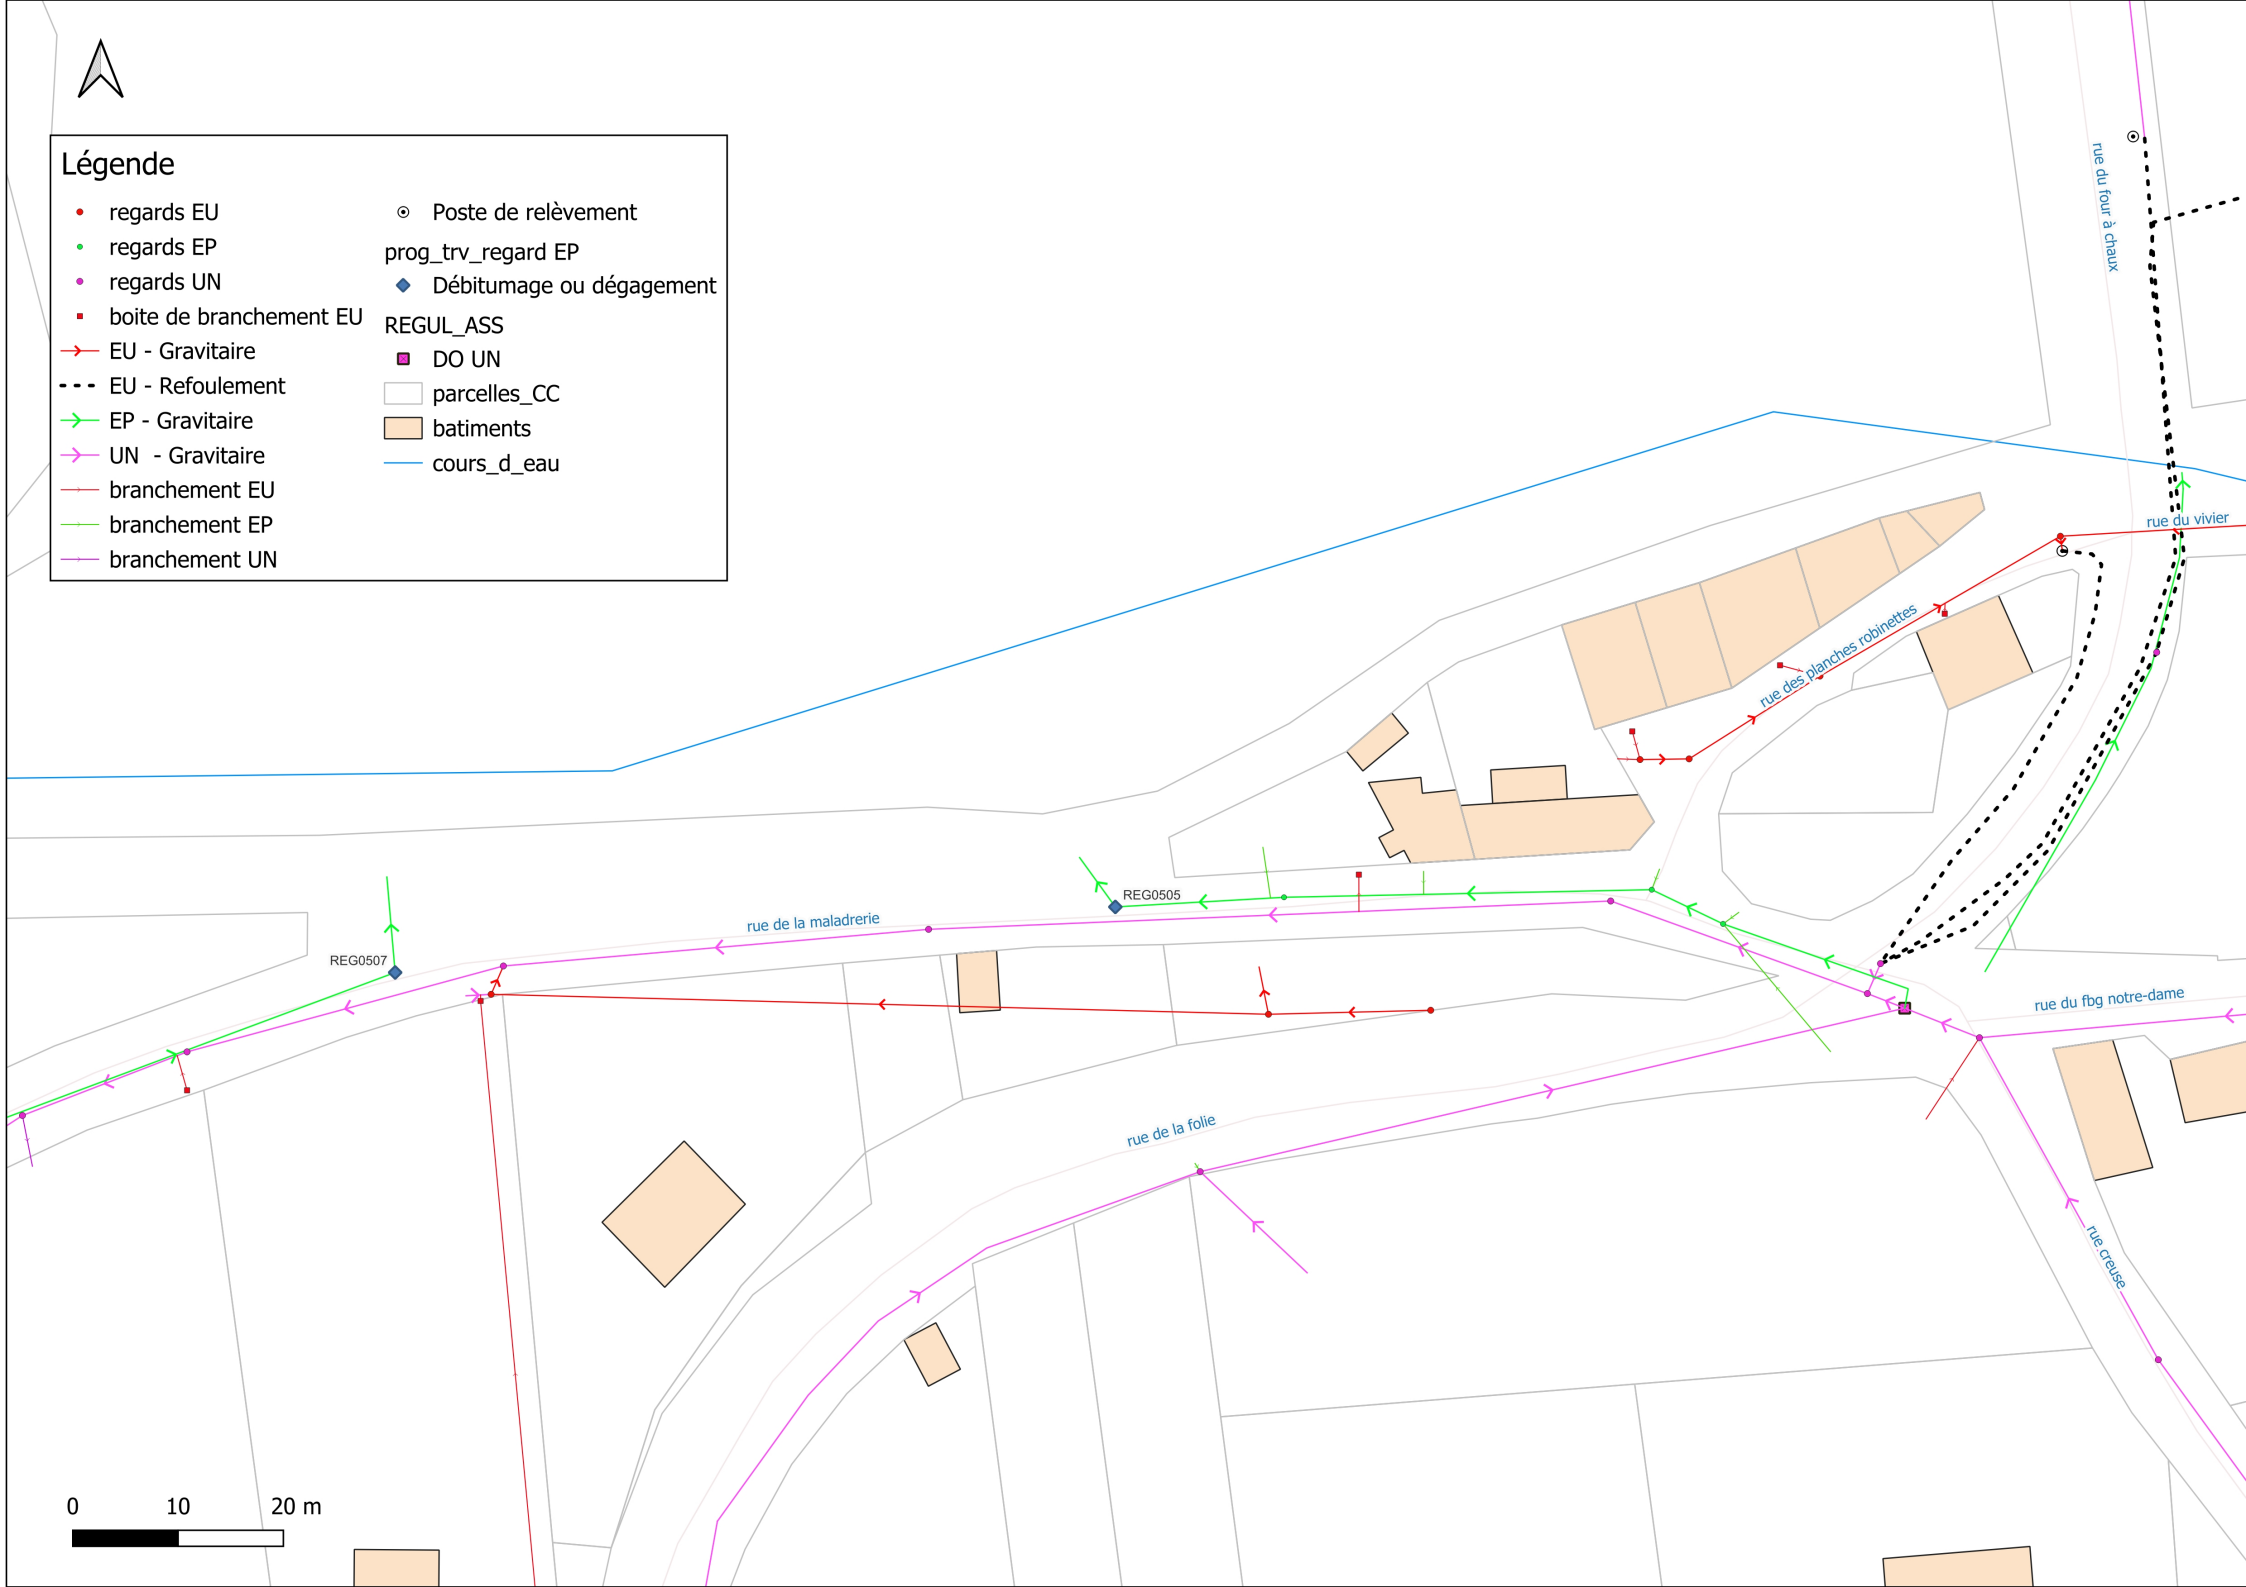 Légende
regards EU
regards EP
regards UN
boite de branchement EU
EU - Gravitaire
EU - Refoulement
EP - Gravitaire
UN  - Gravitaire
branchement EU
branchement EP
branchement UN
Poste de relèvement
prog_trv_regard EP
Débitumage ou dégagement
REGUL_ASS
DO UN
parcelles_CC
batiments
cours_d_eau
rue du four à chaux
rue du vivier
rue des planches robinettes
REG0505
rue de la maladrerie
REG0507
rue du fbg notre-dame
rue de la folie
rue creuse
0 10 20 m